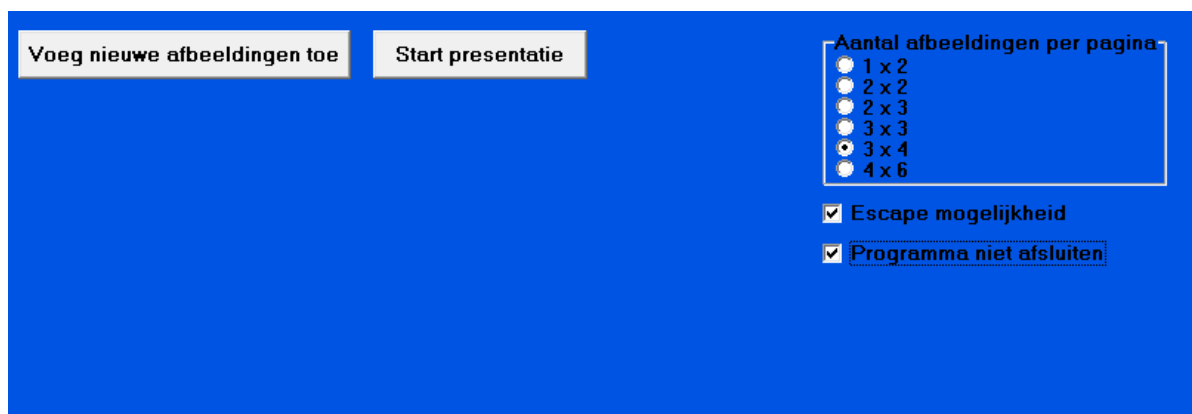 Voeg nieuwe afbeeldingen toe
Start presentatie
Aantal afbeeldingen per pagina
1 x 2
2 x 2
2 x 3
3 x 3
3 x 4
4 x 6
Escape mogelijkheid
Programma niet afsluiten